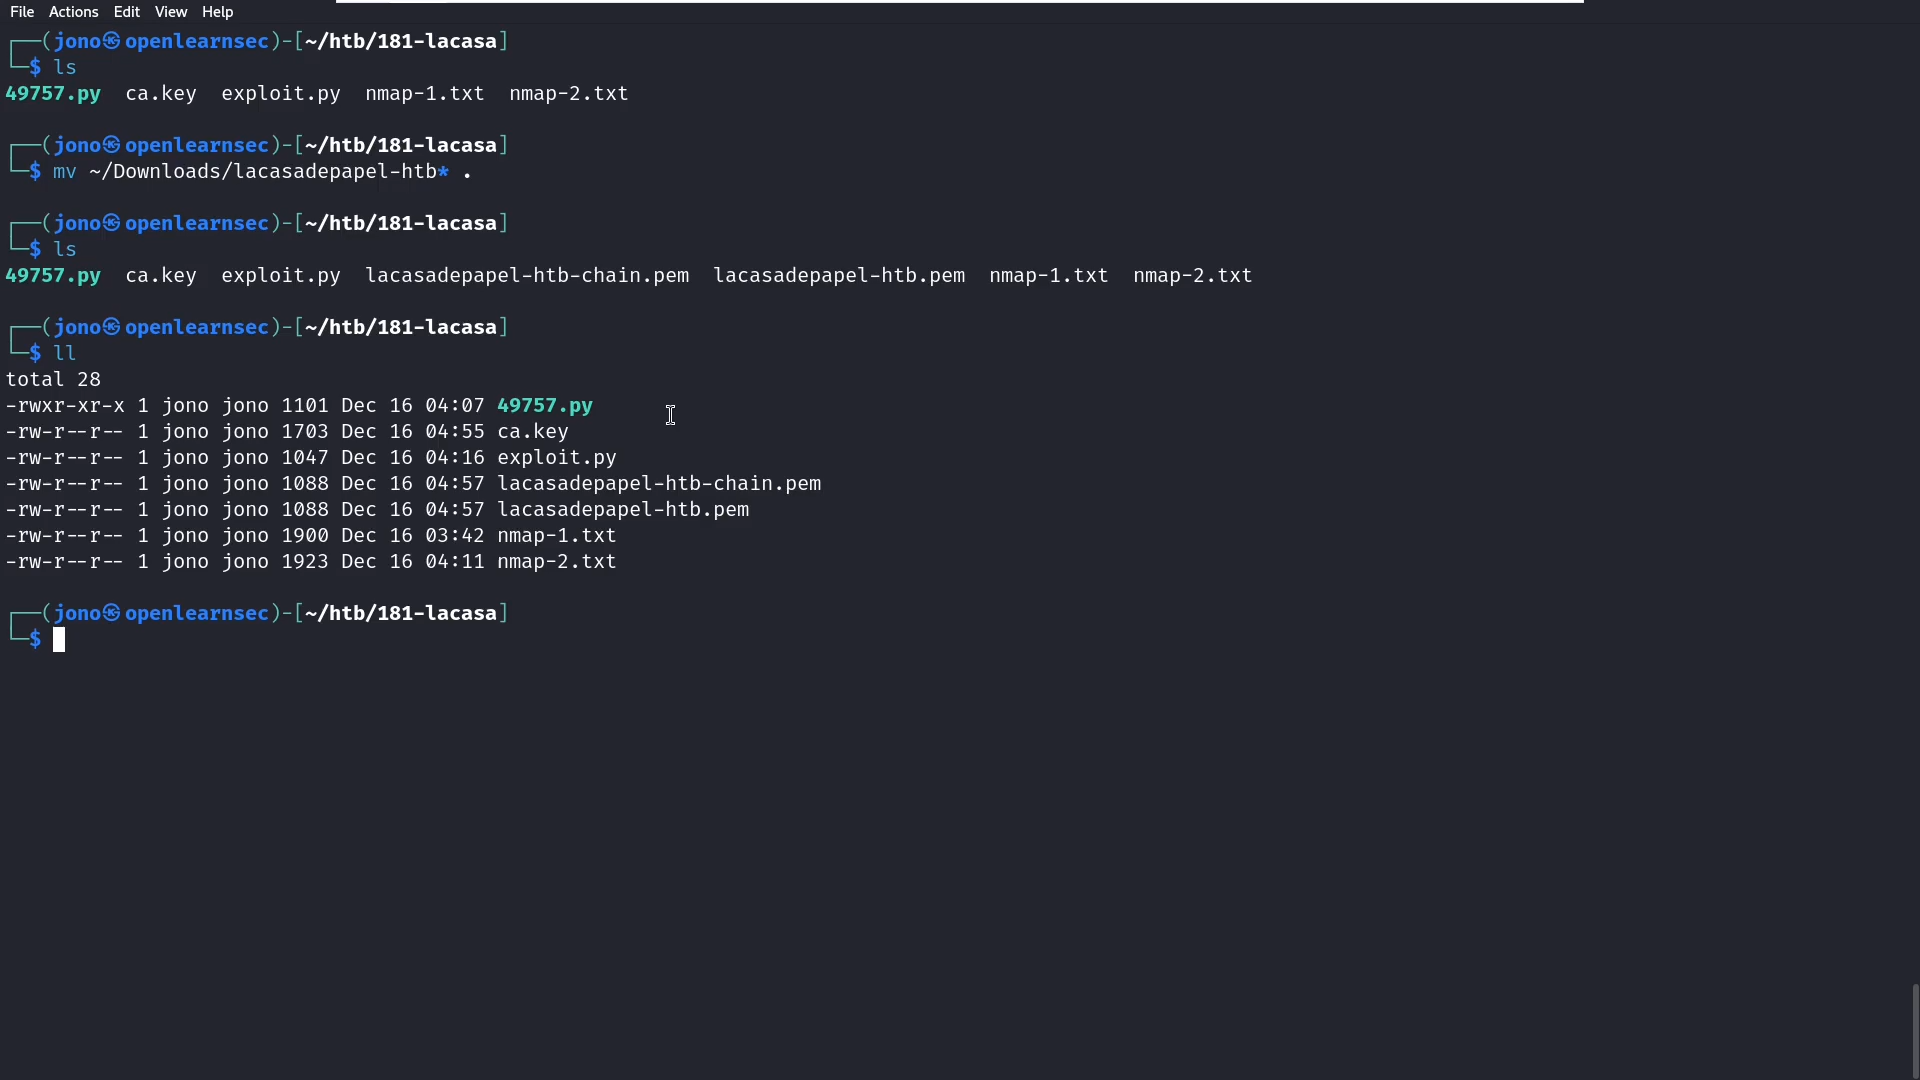 File Actions Edit View Help
┌──(jono㉿openlearnsec)-[~/htb/181-lacasa]
└─$ ls
49757.py ca.key exploit.py nmap-1.txt nmap-2.txt
┌──(jono㉿openlearnsec)-[~/htb/181-lacasa]
└─$ mv ~/Downloads/lacasadepapel-htb* .
┌──(jono㉿openlearnsec)-[~/htb/181-lacasa]
└─$ ls
49757.py ca.key exploit.py lacasadepapel-htb-chain.pem lacasadepapel-htb.pem nmap-1.txt nmap-2.txt
┌──(jono㉿openlearnsec)-[~/htb/181-lacasa]
└─$ ll
total 28
-rwxr-xr-x 1 jono jono 1101 Dec 16 04:07 49757.py
-rw-r--r-- 1 jono jono 1703 Dec 16 04:55 ca.key
-rw-r--r-- 1 jono jono 1047 Dec 16 04:16 exploit.py
-rw-r--r-- 1 jono jono 1088 Dec 16 04:57 lacasadepapel-htb-chain.pem
-rw-r--r-- 1 jono jono 1088 Dec 16 04:57 lacasadepapel-htb.pem
-rw-r--r-- 1 jono jono 1900 Dec 16 03:42 nmap-1.txt
-rw-r--r-- 1 jono jono 1923 Dec 16 04:11 nmap-2.txt
┌──(jono㉿openlearnsec)-[~/htb/181-lacasa]
└─$